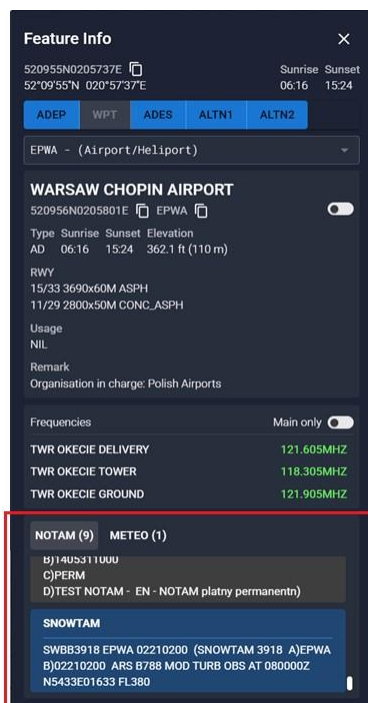 Feature Info
520955N0205737E Sunrise Sunset
52°09'55"N 020°57'37"E 06:16 15:24
ADEP WPT ADES ALTN1 ALTN2
EPWA - (Airport/Heliport)
WARSAW CHOPIN AIRPORT
520956N0205801E EPWA
Type Sunrise Sunset Elevation
AD 06:16 15:24 362.1 ft (110 m)
RWY
15/33 3690x60M ASPH
11/29 2800x50M CONC_ASPH
Usage
NIL
Remark
Organisation in charge: Polish Airports
Frequencies Main only
TWR OKECIE DELIVERY 121.605MHZ
TWR OKECIE TOWER 118.305MHZ
TWR OKECIE GROUND 121.905MHZ
NOTAM (9) METEO (1)
B)1405311000
C)PERM
D)TEST NOTAM - EN - NOTAM platny permanentn)
SNOWTAM
SWBB3918 EPWA 02210200 (SNOWTAM 3918 A)EPWA
B)02210200 ARS B788 MOD TURB OBS AT 080000Z
N5433E01633 FL380